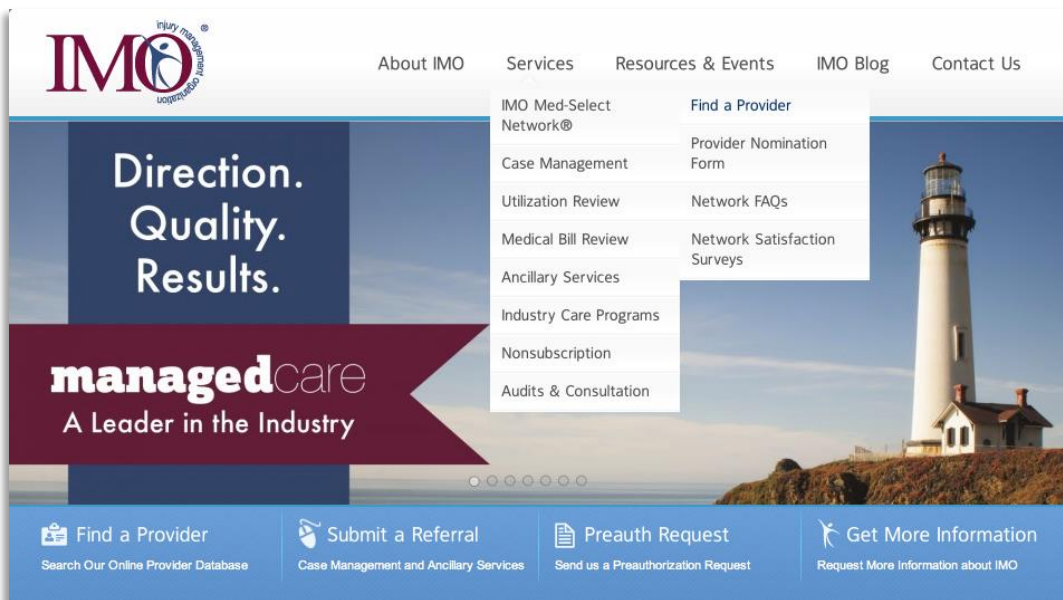 IMO
injury management organization
®
About IMO
Services
Resources & Events
IMO Blog
Contact Us
IMO Med-Select
Network®
Case Management
Utilization Review
Medical Bill Review
Ancillary Services
Industry Care Programs
Nonsubscription
Audits & Consultation
Find a Provider
Provider Nomination
Form
Network FAQs
Network Satisfaction
Surveys
Direction.
Quality.
Results.
managedcare
A Leader in the Industry
Find a Provider
Search Our Online Provider Database
Submit a Referral
Case Management and Ancillary Services
Preauth Request
Send us a Preauthorization Request
Get More Information
Request More Information about IMO